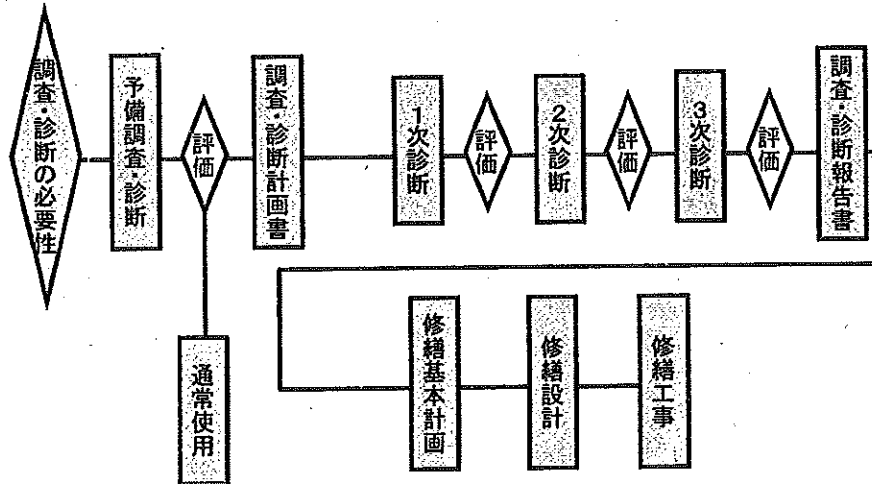 調査・診断の必要性
予備調査・診断
評価
調査・診断計画書
1次診断
評価
2次診断
評価
3次診断
評価
調査・診断報告書
通常使用
修繕基本計画
修繕設計
修繕工事